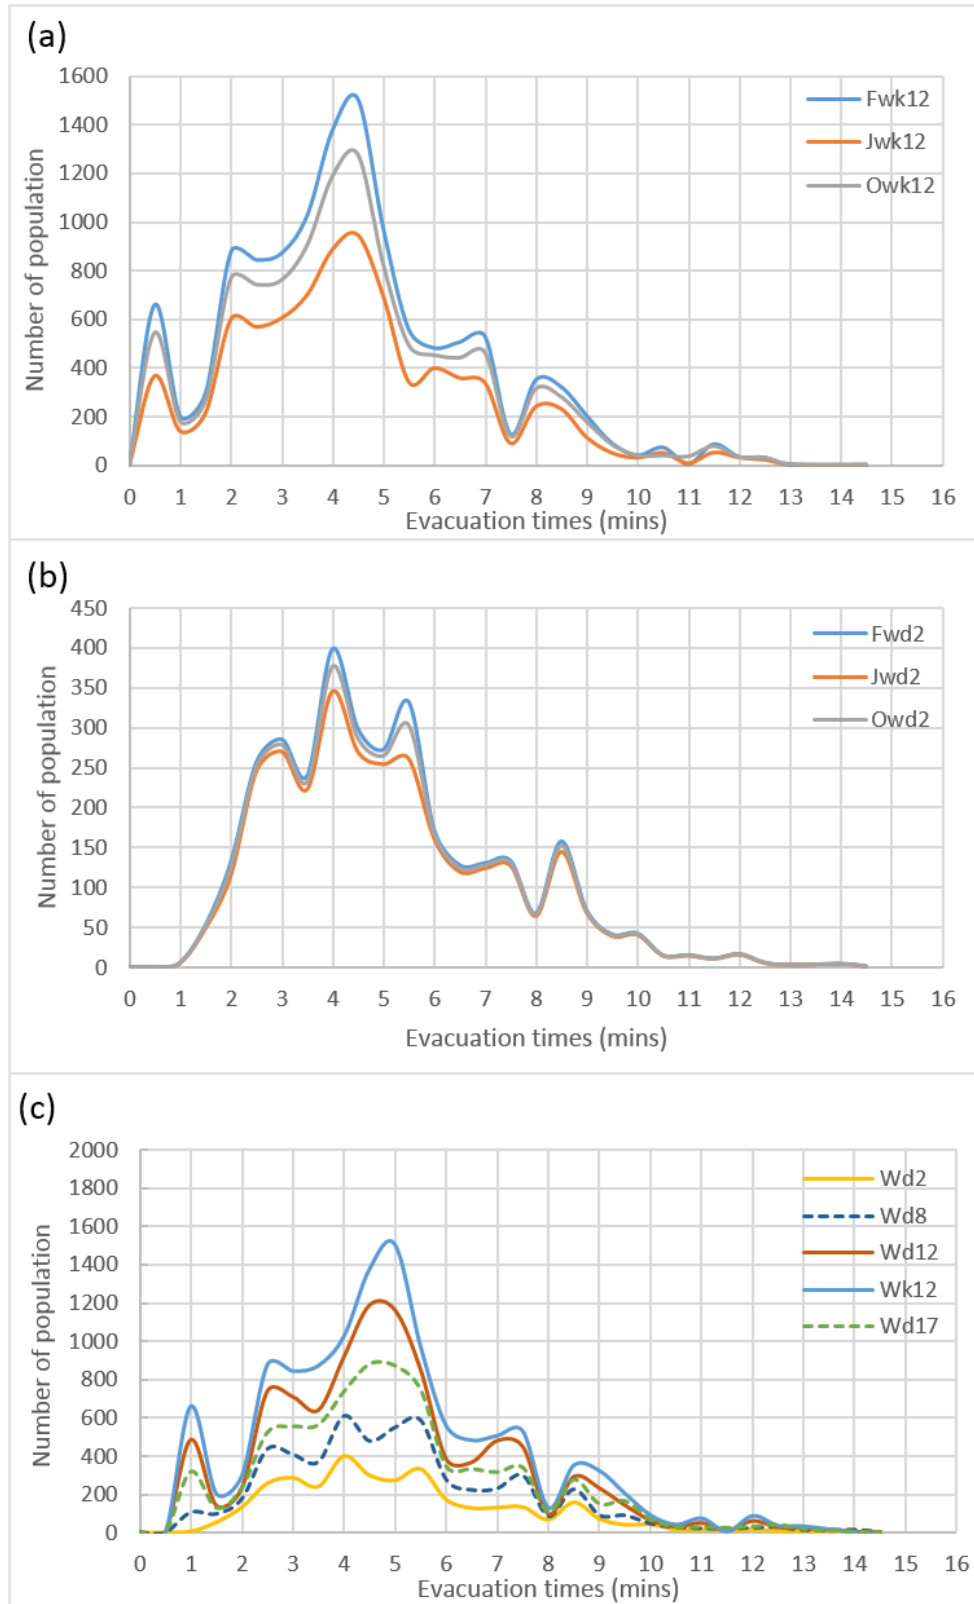 (a)
1600
1400
1200
1000
800
600
400
200
0
Number of population
Fwk12
Jwk12
Owk12
0 1 2 3 4 5 6 7 8 9 10 11 12 13 14 15 16
Evacuation times (mins)
(b)
450
400
350
300
250
200
150
100
50
0
Number of population
Fwd2
Jwd2
Owd2
0 1 2 3 4 5 6 7 8 9 10 11 12 13 14 15 16
Evacuation times (mins)
(c)
2000
1800
1600
1400
1200
1000
800
600
400
200
0
Number of population
Wd2
Wd8
Wd12
Wk12
Wd17
0 1 2 3 4 5 6 7 8 9 10 11 12 13 14 15 16
Evacuation times (mins)